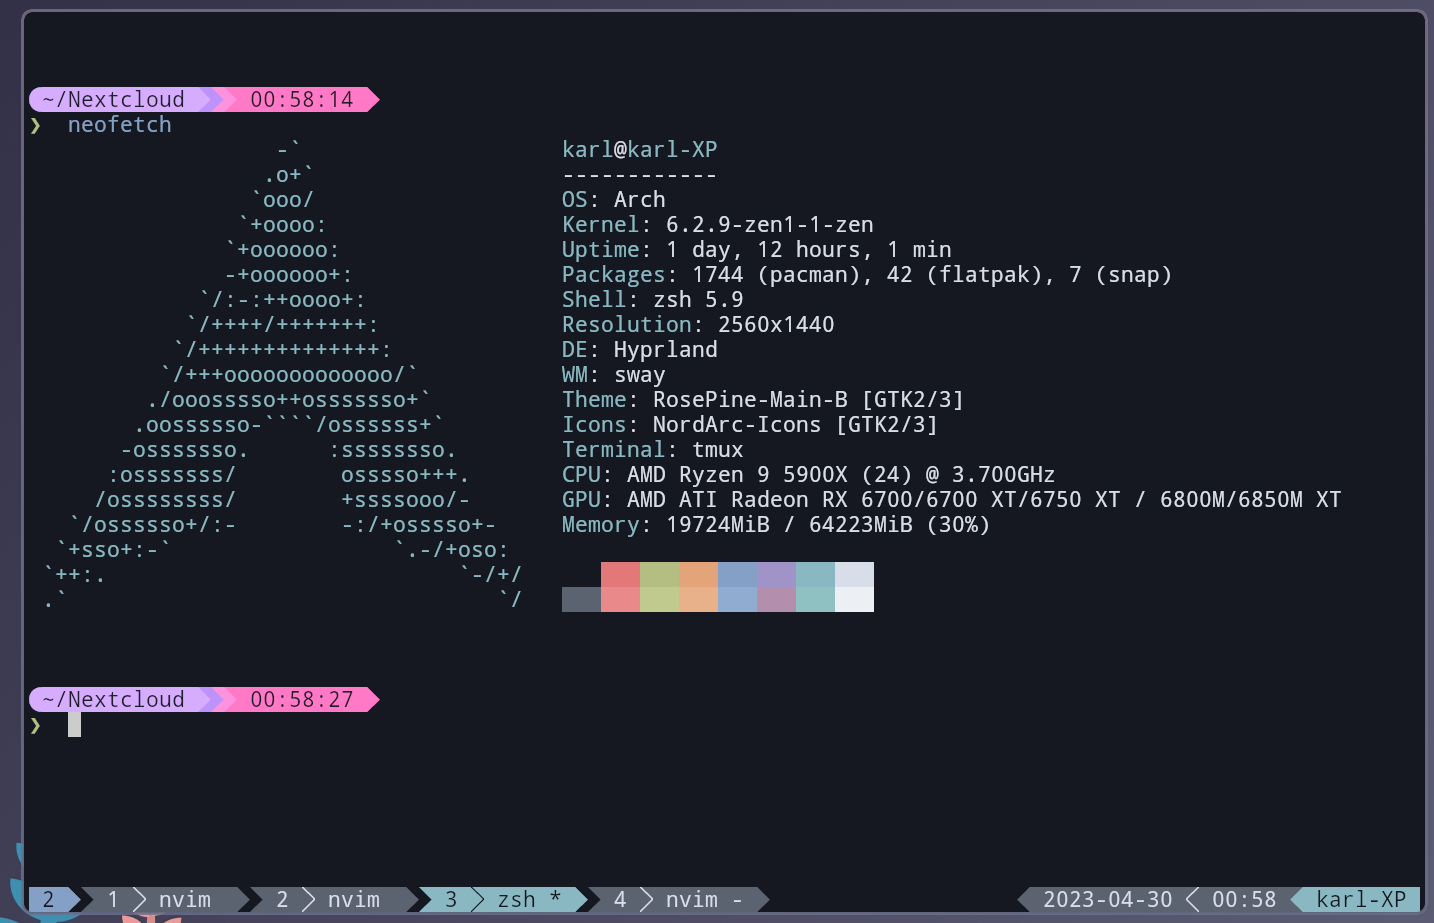 ~/Nextcloud 00:58:14
❯ neofetch
-`
.o+`
`ooo/
`+oooo:
`+oooooo:
-+oooooo+:
`/:-:++oooo+:
`/++++/+++++++:
`/++++++++++++++:
`/+++ooooooooooooo/`
./ooosssso++osssssso+`
.oossssso-````/ossssss+`
-osssssso. :ssssssso.
:osssssss/ osssso+++.
/ossssssss/ +ssssooo/-
`/ossssso+/:- -:/+osssso+-
`+sso+:-` `.-/+oso:
`++:. `-/+/
.` `/
karl@karl-XP
------------
OS: Arch
Kernel: 6.2.9-zen1-1-zen
Uptime: 1 day, 12 hours, 1 min
Packages: 1744 (pacman), 42 (flatpak), 7 (snap)
Shell: zsh 5.9
Resolution: 2560x1440
DE: Hyprland
WM: sway
Theme: RosePine-Main-B [GTK2/3]
Icons: NordArc-Icons [GTK2/3]
Terminal: tmux
CPU: AMD Ryzen 9 5900X (24) @ 3.700GHz
GPU: AMD ATI Radeon RX 6700/6700 XT/6750 XT / 6800M/6850M XT
Memory: 19724MiB / 64223MiB (30%)
~/Nextcloud 00:58:27
❯
2 1 nvim 2 nvim 3 zsh * 4 nvim - 2023-04-30 00:58 karl-XP